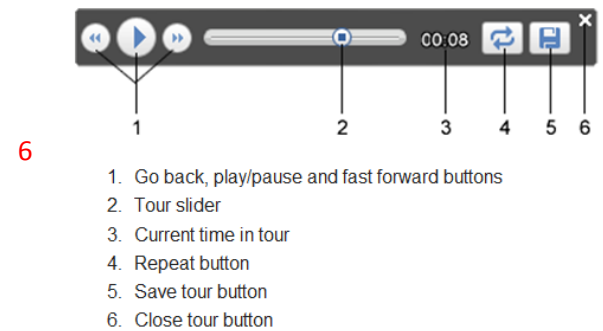 00:08
1 2 3 4 5 6
6
1. Go back, play/pause and fast forward buttons
2. Tour slider
3. Current time in tour
4. Repeat button
5. Save tour button
6. Close tour button